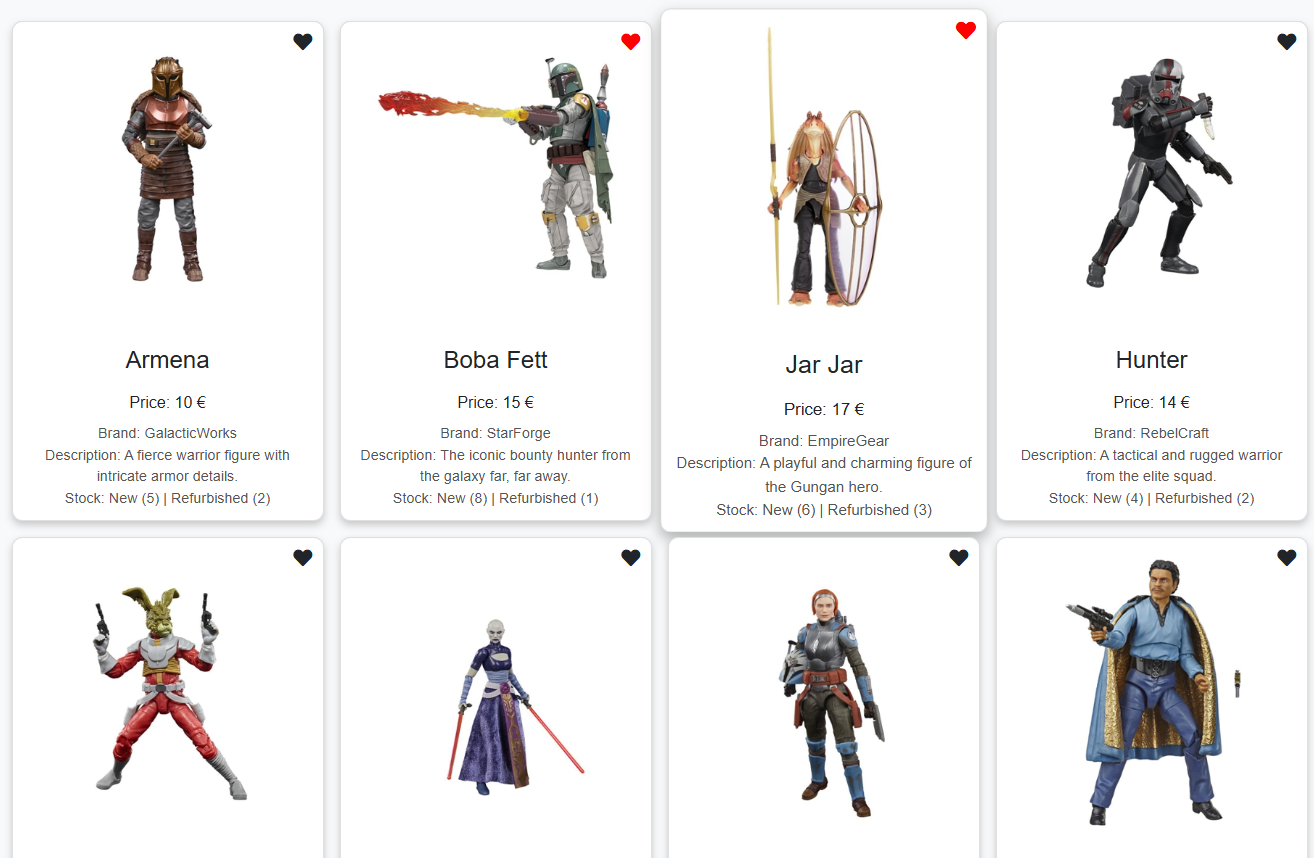 Armena
Price: 10 €
Brand: GalacticWorks
Description: A fierce warrior figure with
intricate armor details.
Stock: New (5) | Refurbished (2)
Boba Fett
Price: 15 €
Brand: StarForge
Description: The iconic bounty hunter from
the galaxy far, far away.
Stock: New (8) | Refurbished (1)
Jar Jar
Price: 17 €
Brand: EmpireGear
Description: A playful and charming figure of
the Gungan hero.
Stock: New (6) | Refurbished (3)
Hunter
Price: 14 €
Brand: RebelCraft
Description: A tactical and rugged warrior
from the elite squad.
Stock: New (4) | Refurbished (2)